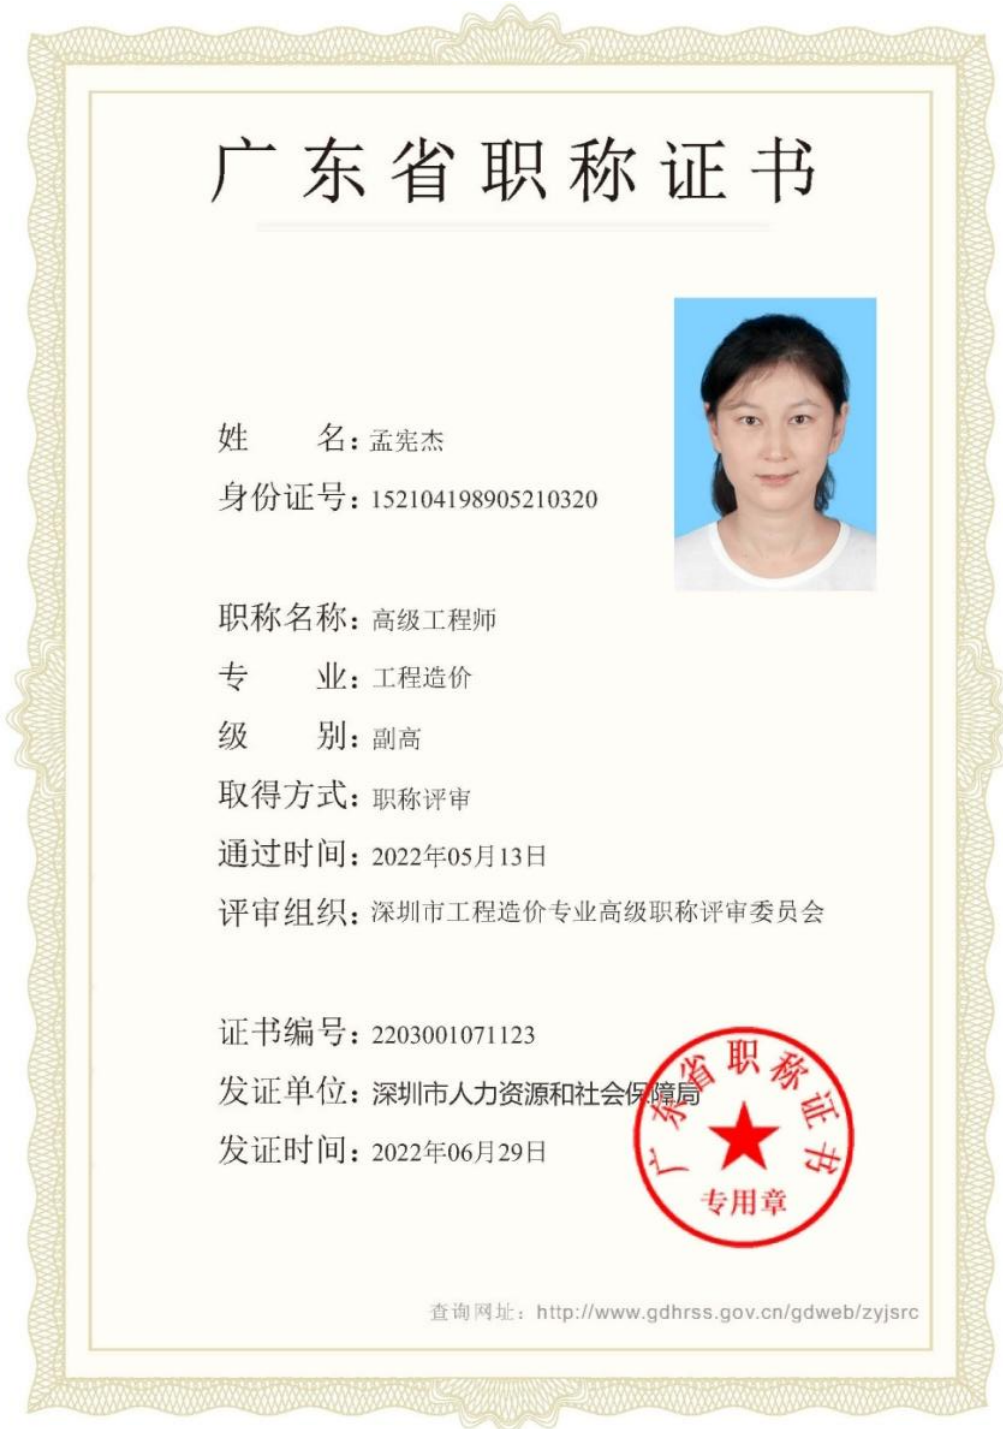 广东省职称证书
姓 名：孟宪杰
身份证号：152104198905210320
职称名称：高级工程师
专 业：工程造价
级 别：副高
取得方式：职称评审
通过时间：2022年05月13日
评审组织：深圳市工程造价专业高级职称评审委员会
证书编号：2203001071123
发证单位：深圳市人力资源和社会保障局
发证时间：2022年06月29日
广东省职称证书
专用章
查询网址：http://www.gdhrss.gov.cn/gdweb/zyjsrc